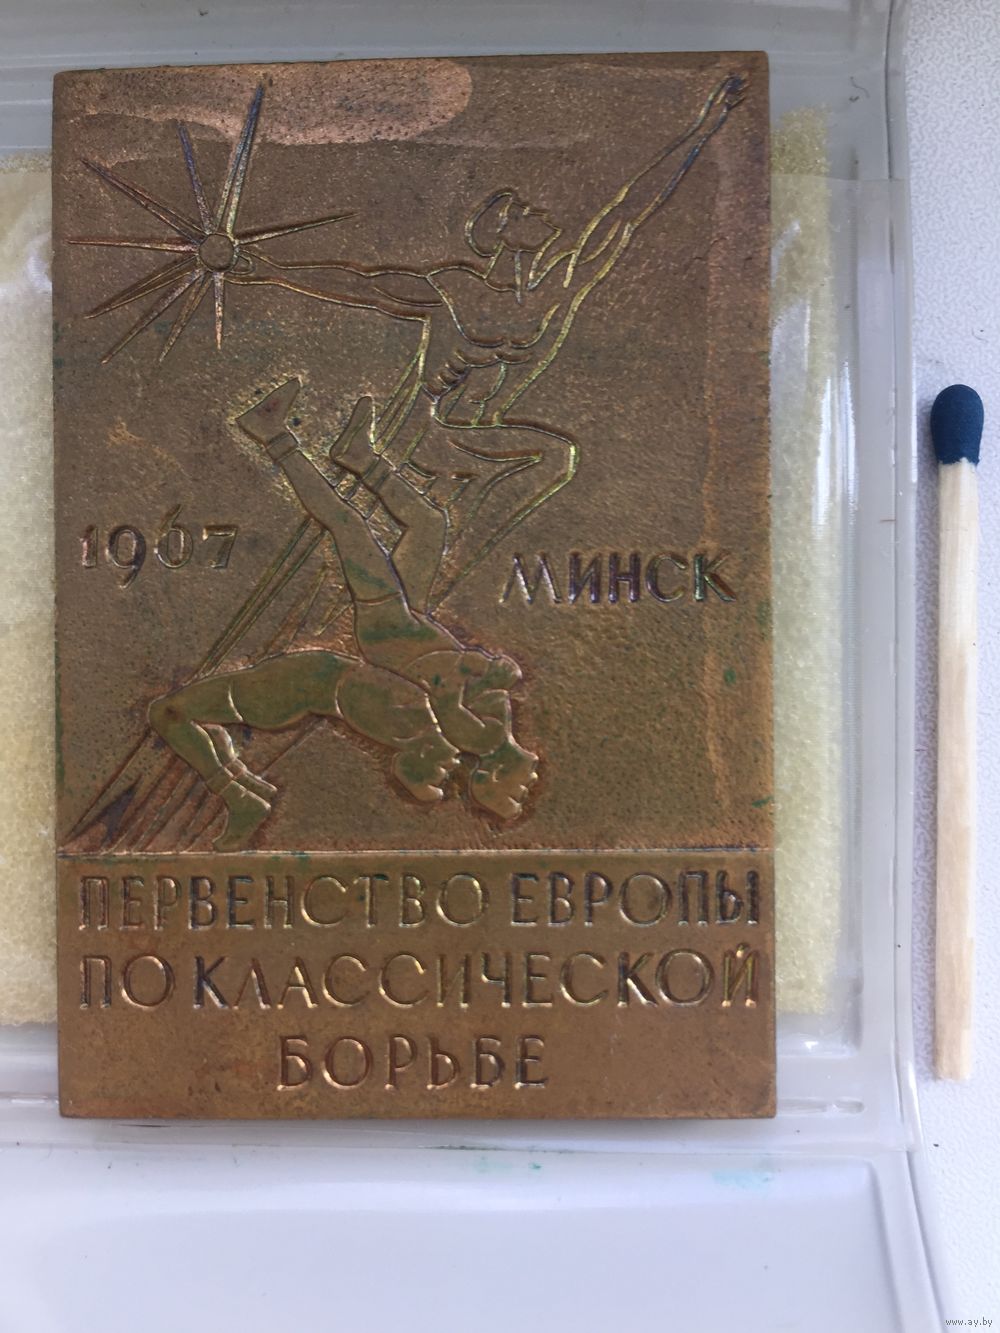 1967
МИНСК
ПЕРВЕНСТВО ЕВРОПЫ
ПО КЛАССИЧЕСКОЙ
БОРЬБЕ
www.ay.by